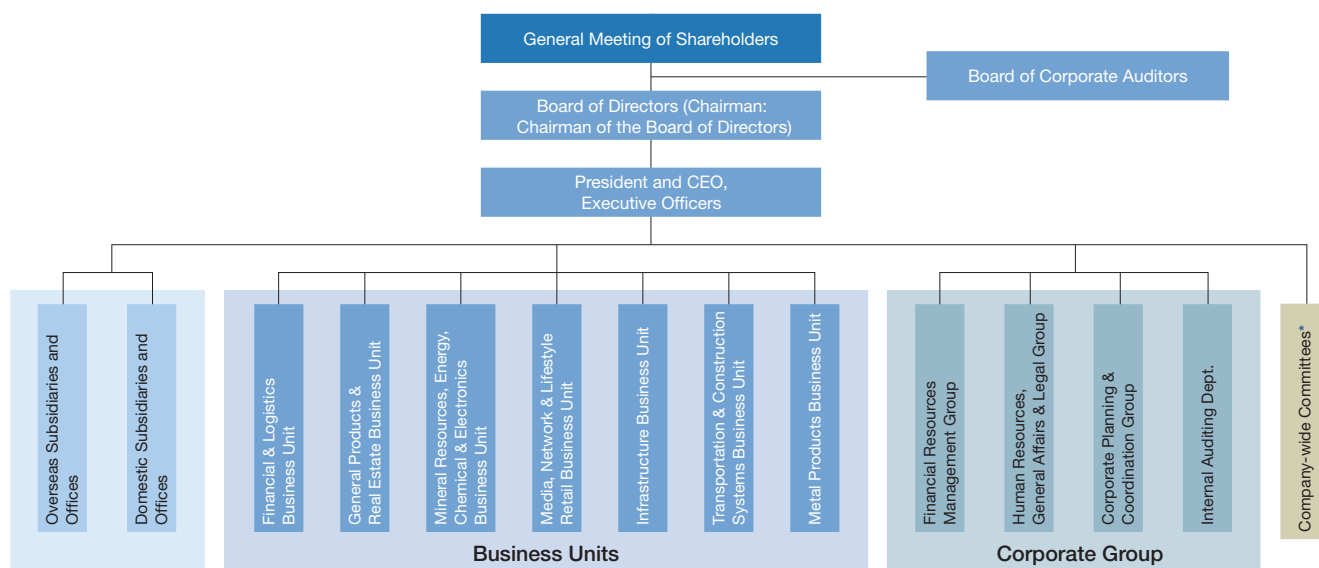 General Meeting of Shareholders
Board of Corporate Auditors
Board of Directors (Chairman:
Chairman of the Board of Directors)
President and CEO,
Executive Officers
Overseas Subsidiaries and
Offices
Domestic Subsidiaries and
Offices
Financial & Logistics
Business Unit
General Products &
Real Estate Business Unit
Mineral Resources, Energy,
Chemical & Electronics
Business Unit
Media, Network & Lifestyle
Retail Business Unit
Infrastructure Business Unit
Transportation & Construction
Systems Business Unit
Metal Products Business Unit
Business Units
Financial Resources
Management Group
Human Resources,
General Affairs & Legal Group
Corporate Planning &
Coordination Group
Internal Auditing Dept.
Corporate Group
Company-wide Committees*